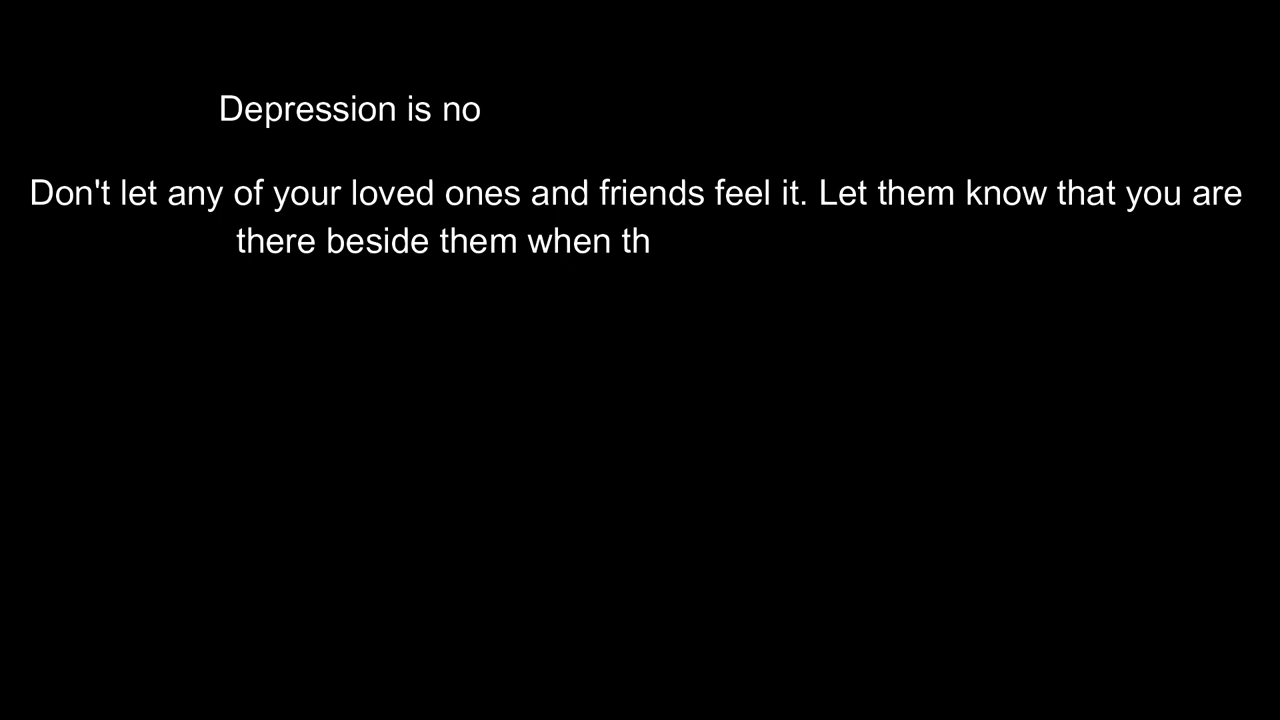 Depression is no
Don't let any of your loved ones and friends feel it. Let them know that you are
there beside them when th